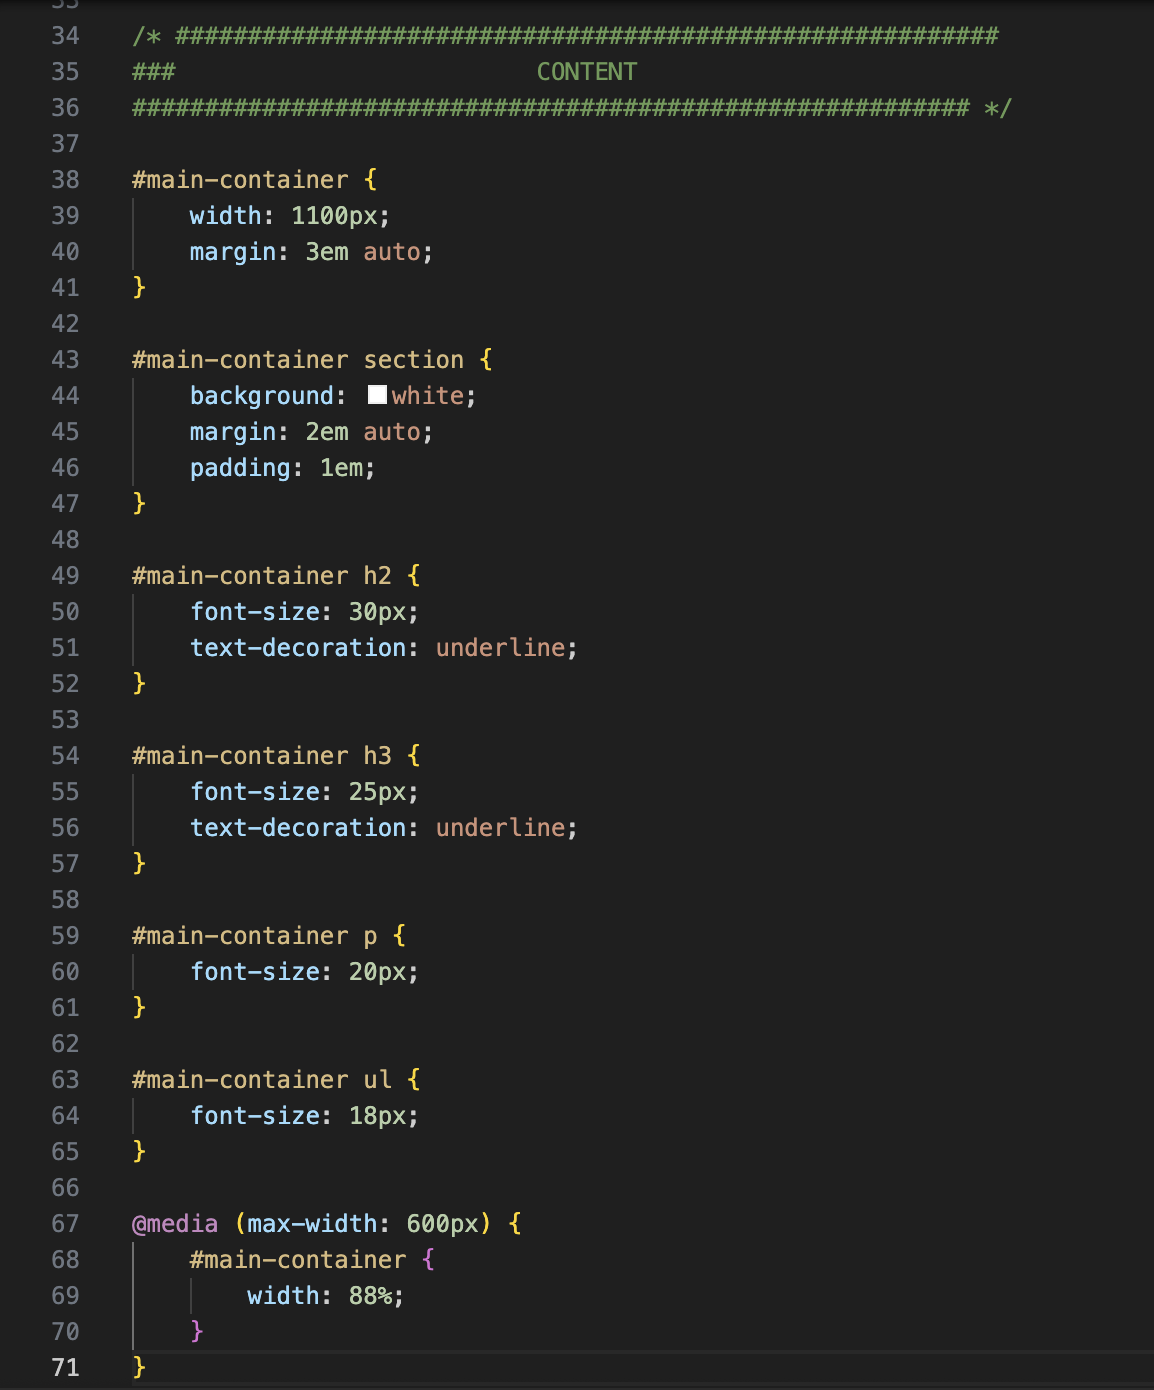 33
34 /* #########################################################
35 ###                         CONTENT
36 ########################################################## */
37
38 #main-container {
39     width: 1100px;
40     margin: 3em auto;
41 }
42
43 #main-container section {
44     background: white;
45     margin: 2em auto;
46     padding: 1em;
47 }
48
49 #main-container h2 {
50     font-size: 30px;
51     text-decoration: underline;
52 }
53
54 #main-container h3 {
55     font-size: 25px;
56     text-decoration: underline;
57 }
58
59 #main-container p {
60     font-size: 20px;
61 }
62
63 #main-container ul {
64     font-size: 18px;
65 }
66
67 @media (max-width: 600px) {
68     #main-container {
69         width: 88%;
70     }
71 }